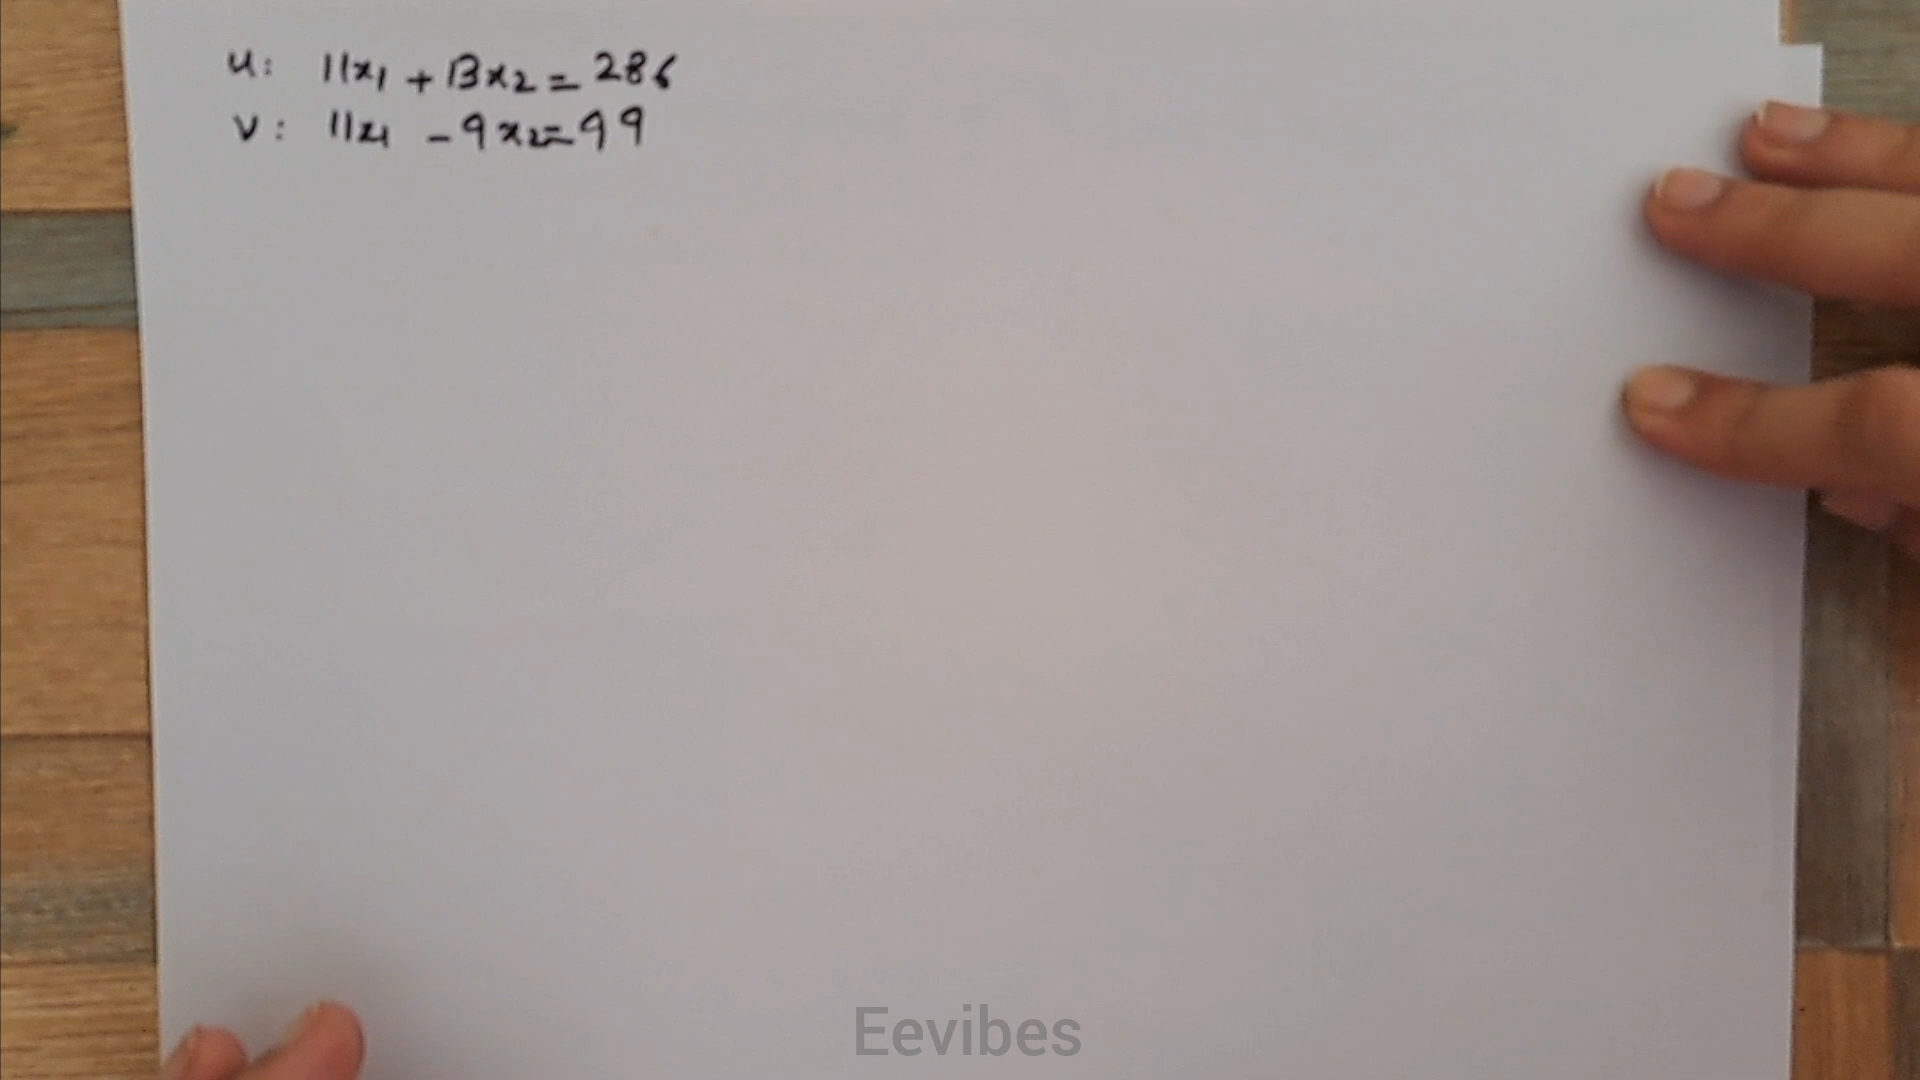 u: 11x1 + 13x2 = 286
v: 11x1 - 9x2 = 99
Eevibes